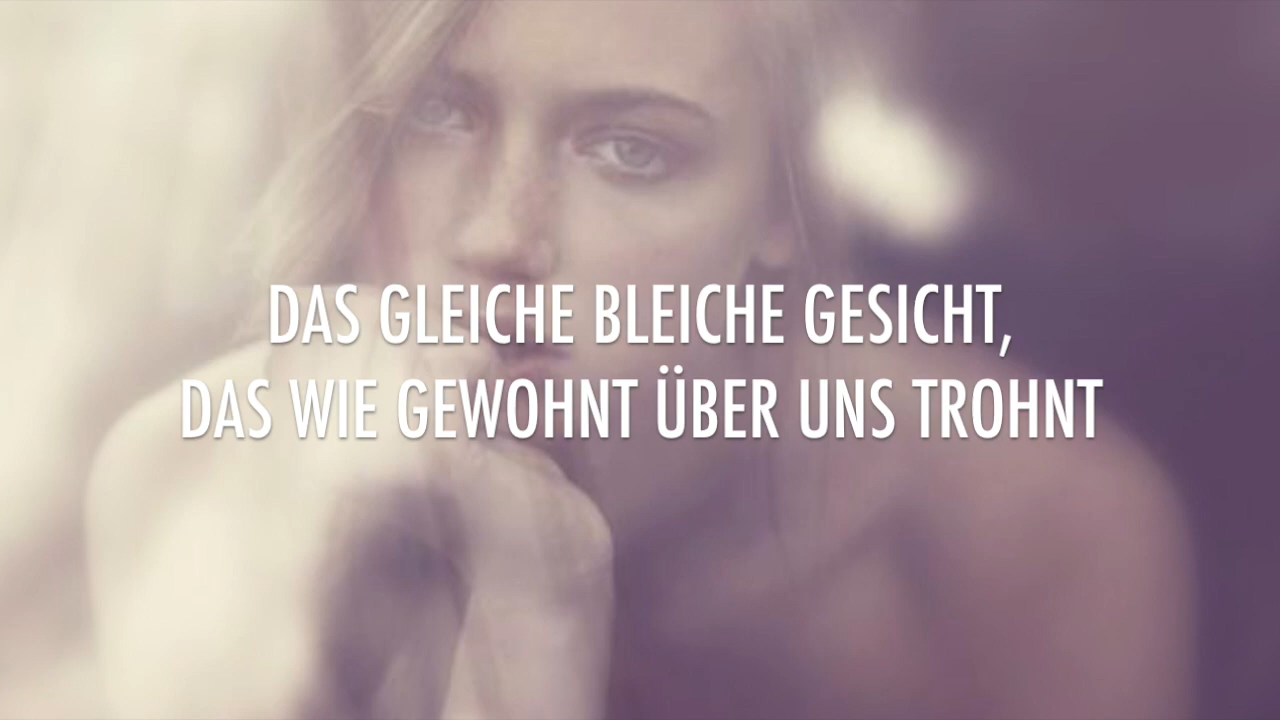 DAS GLEICHE BLEICHE GESICHT,
DAS WIE GEWOHNT ÜBER UNS TROHNT